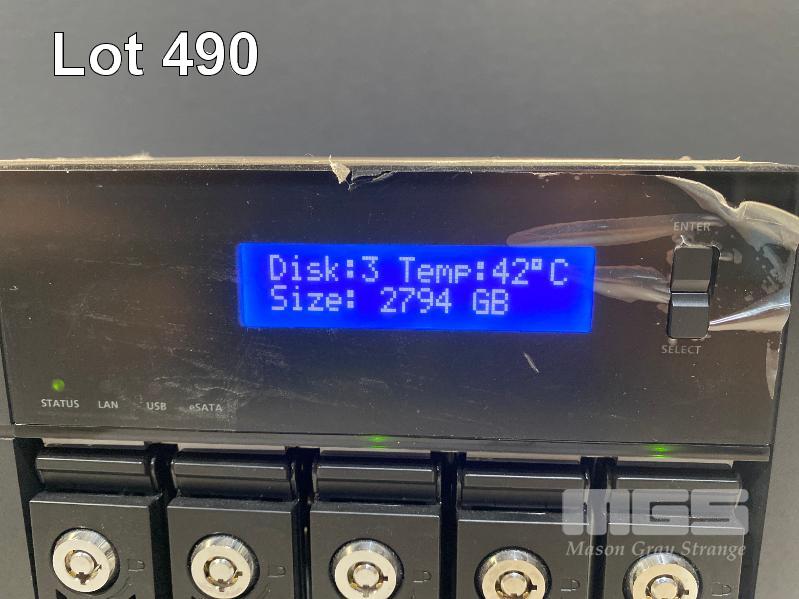 Lot 490
ENTER
Disk:3 Temp:42°C
Size: 2794 GB
SELECT
STATUS LAN USB eSATA
MGS
Mason Gray Strange